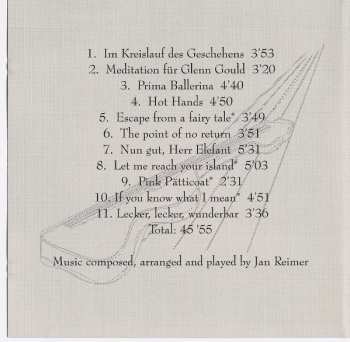 1. Im Kreislauf des Geschehens 3'53
2. Meditation für Glenn Gould 3'20
3. Prima Ballerina 4'40
4. Hot Hands 4'50
5. Escape from a fairy tale* 3'49
6. The point of no return 3'51
7. Nun gut, Herr Elefant 5'31
8. Let me reach your island* 5'03
9. Pink Pätticoat* 2'31
10. If you know what I mean* 4'51
11. Lecker, lecker, wunderbar 3'36
Total: 45 '55
Music composed, arranged and played by Jan Reimer